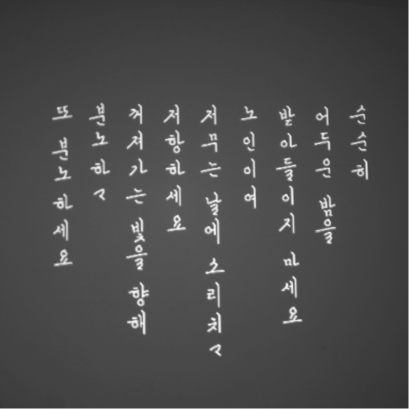 순순히
어두운 밤을
받아들이지 마세요
노인이여
저무는 날에 소리치고
저항하세요
꺼져가는 빛을 향해
분노하고
또 분노하세요